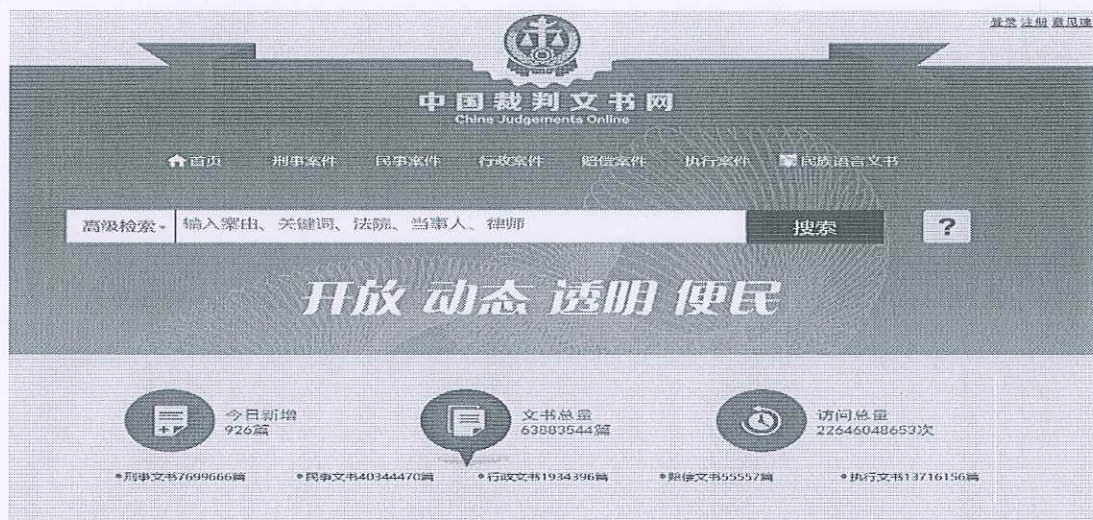 登录 注册 意见建
中国裁判文书网
China Judgements Online
首页 刑事案件 民事案件 行政案件 赔偿案件 执行案件 民族语言文书
高级检索 输入案由、关键词、法院、当事人、律师 搜索 ?
开放 动态 透明 便民
今日新增 文书总量 访问总量
926篇 63883544篇 22646048653次
刑事文书7699666篇 民事文书40344470篇 行政文书1934396篇 赔偿文书55557篇 执行文书13716156篇